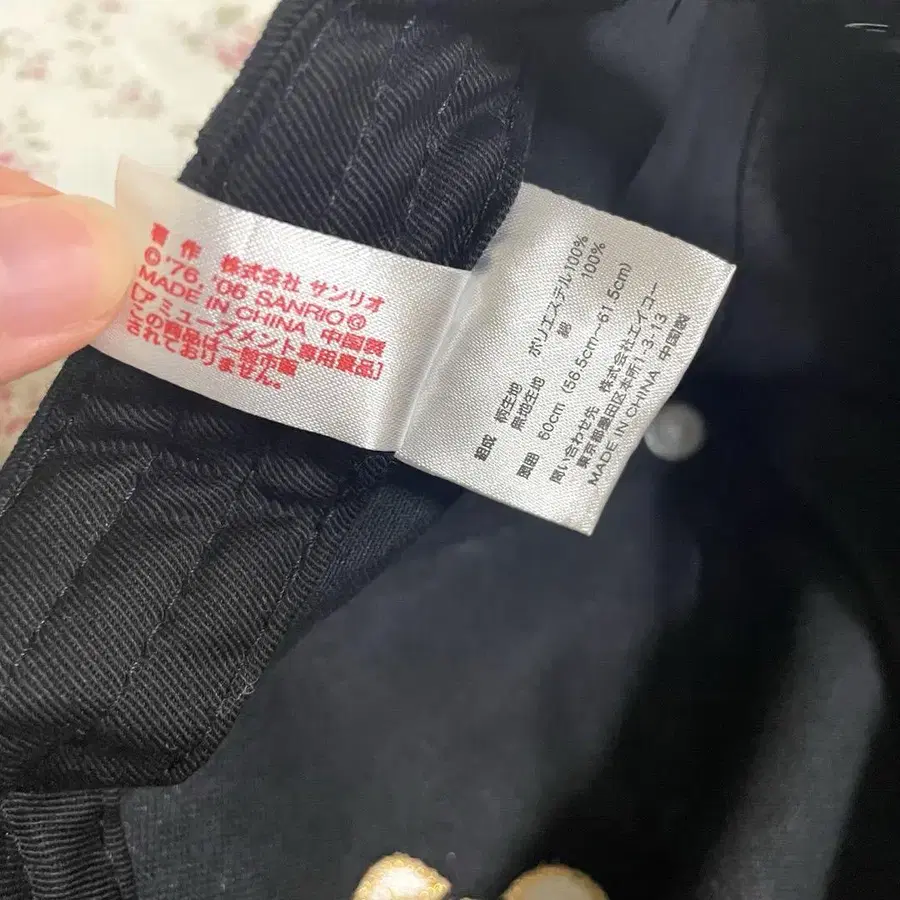 著作 株式会社 サンリオ
©'76, '06 SANRIO®
MADE IN CHINA 中国製
[アミューズメント専用景品]
この商品は一般市販
されておりません。
組成 柄生地 ポリエステル100%
無地生地 綿 100%
頭囲 60cm (56.5cm~61.5cm)
問い合わせ先 株式会社エイコー
東京都墨田区本所1-3-13
MADE IN CHINA 中国製